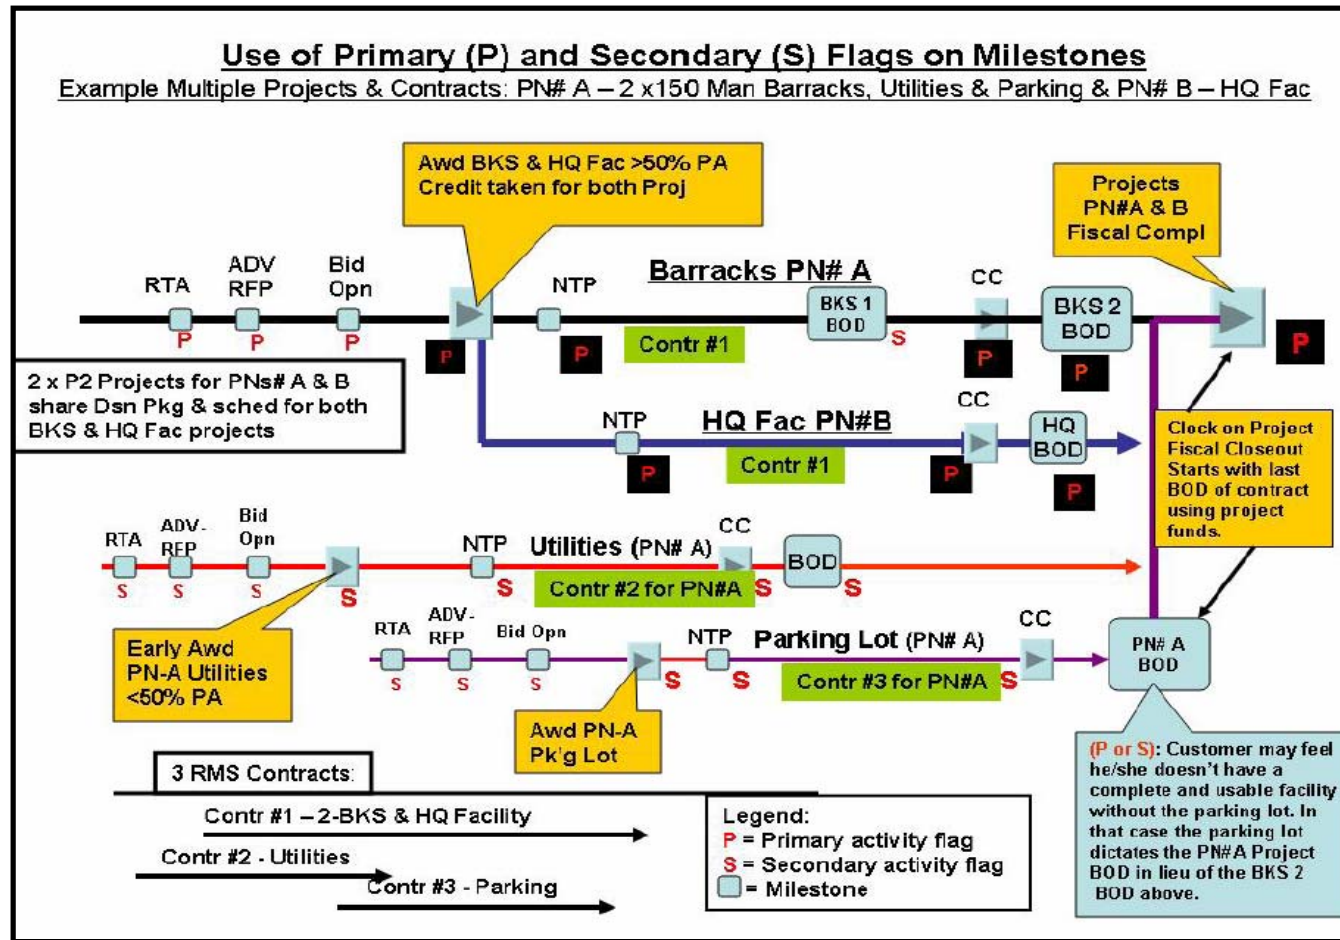 Use of Primary (P) and Secondary (S) Flags on Milestones
Example Multiple Projects & Contracts: PN# A – 2 x150 Man Barracks, Utilities & Parking & PN# B – HQ Fac
Awd BKS & HQ Fac >50% PA
Credit taken for both Proj
Projects
PN#A & B
Fiscal Compl
RTA
ADV
RFP
Bid
Opn
NTP
Barracks PN# A
BKS 1
BOD
CC
BKS 2
BOD
P
P
P
P
P
Contr #1
S
P
P
P
2 x P2 Projects for PNs# A & B
share Dsn Pkg & sched for both
BKS & HQ Fac projects
NTP
HQ Fac PN#B
CC
HQ
BOD
P
Contr #1
P
P
Clock on Project
Fiscal Closeout
Starts with last
BOD of contract
using project
funds.
RTA
ADV-
RFP
Bid
Opn
NTP
Utilities (PN# A)
CC
BOD
S
S
S
S
S
Contr #2 for PN#A
S
S
Early Awd
PN-A Utilities
<50% PA
RTA
ADV-
RFP
Bid Opn
NTP
Parking Lot (PN# A)
CC
PN# A
BOD
S
S
S
S
S
Contr #3 for PN#A
S
Awd PN-A
Pk'g Lot
(P or S): Customer may feel
he/she doesn't have a
complete and usable facility
without the parking lot. In
that case the parking lot
dictates the PN#A Project
BOD in lieu of the BKS 2
BOD above.
3 RMS Contracts:
Contr #1 – 2-BKS & HQ Facility
Contr #2 - Utilities
Contr #3 - Parking
Legend:
P = Primary activity flag
S = Secondary activity flag
= Milestone